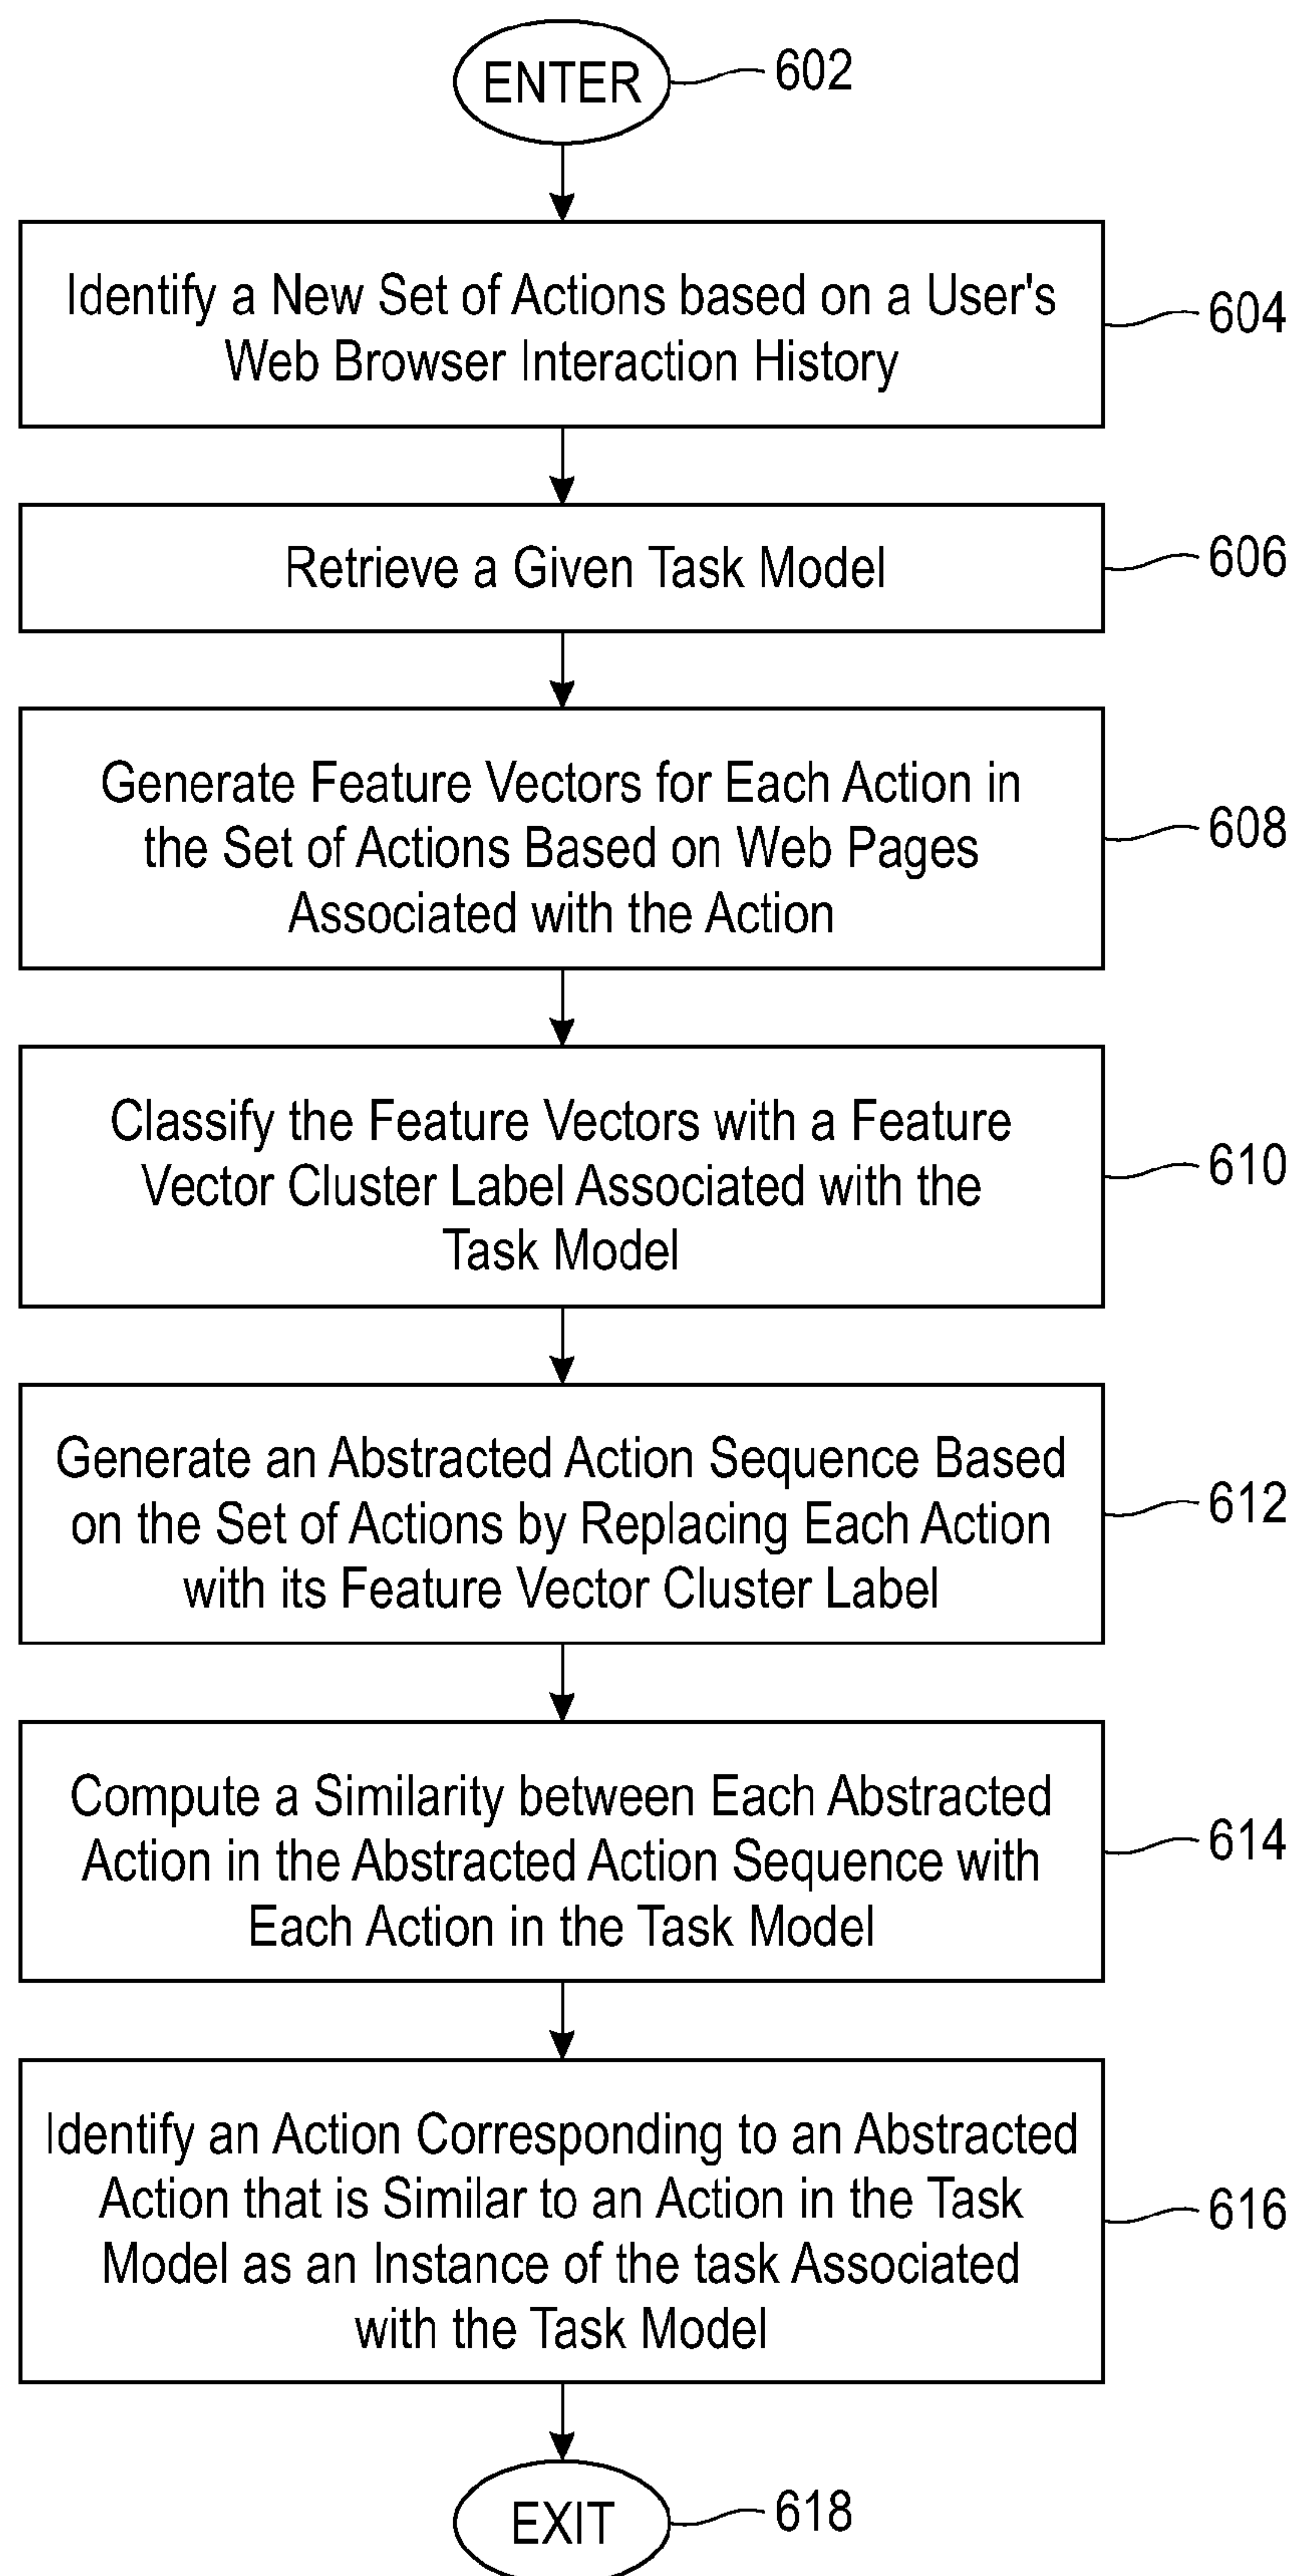 ENTER
602
Identify a New Set of Actions based on a User's
Web Browser Interaction History
604
Retrieve a Given Task Model
606
Generate Feature Vectors for Each Action in
the Set of Actions Based on Web Pages
Associated with the Action
608
Classify the Feature Vectors with a Feature
Vector Cluster Label Associated with the
Task Model
610
Generate an Abstracted Action Sequence Based
on the Set of Actions by Replacing Each Action
with its Feature Vector Cluster Label
612
Compute a Similarity between Each Abstracted
Action in the Abstracted Action Sequence with
Each Action in the Task Model
614
Identify an Action Corresponding to an Abstracted
Action that is Similar to an Action in the Task
Model as an Instance of the task Associated
with the Task Model
616
EXIT
618